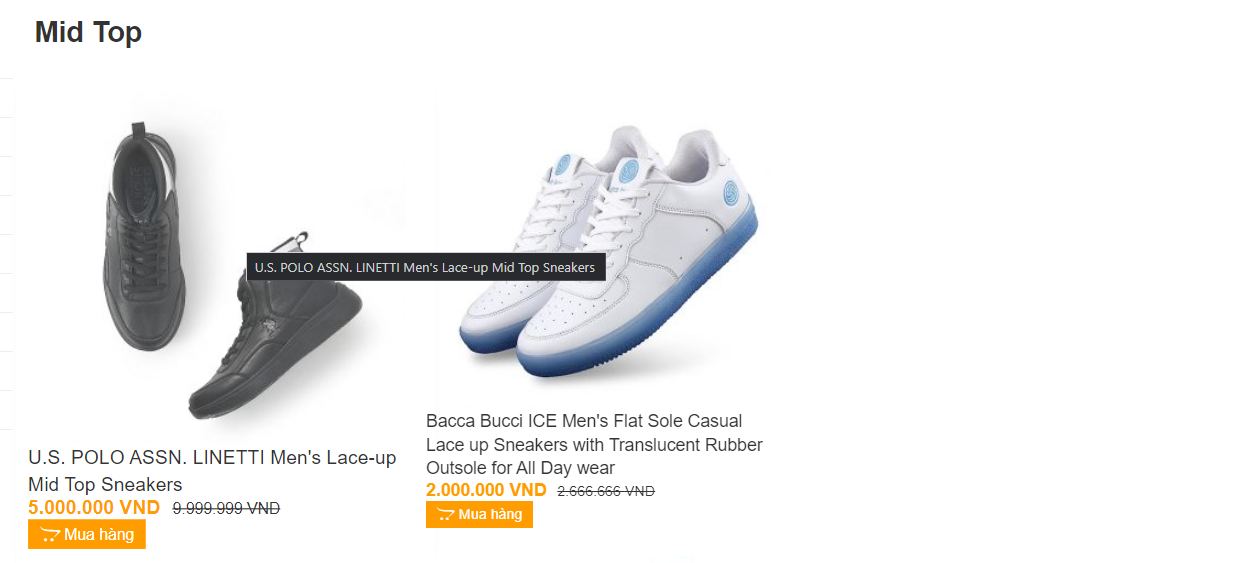 Mid Top
U.S. POLO ASSN. LINETTI Men's Lace-up Mid Top Sneakers
U.S. POLO ASSN. LINETTI Men's Lace-up
Mid Top Sneakers
5.000.000 VND 9.999.999 VND
Mua hàng
Bacca Bucci ICE Men's Flat Sole Casual
Lace up Sneakers with Translucent Rubber
Outsole for All Day wear
2.000.000 VND 2.666.666 VND
Mua hàng